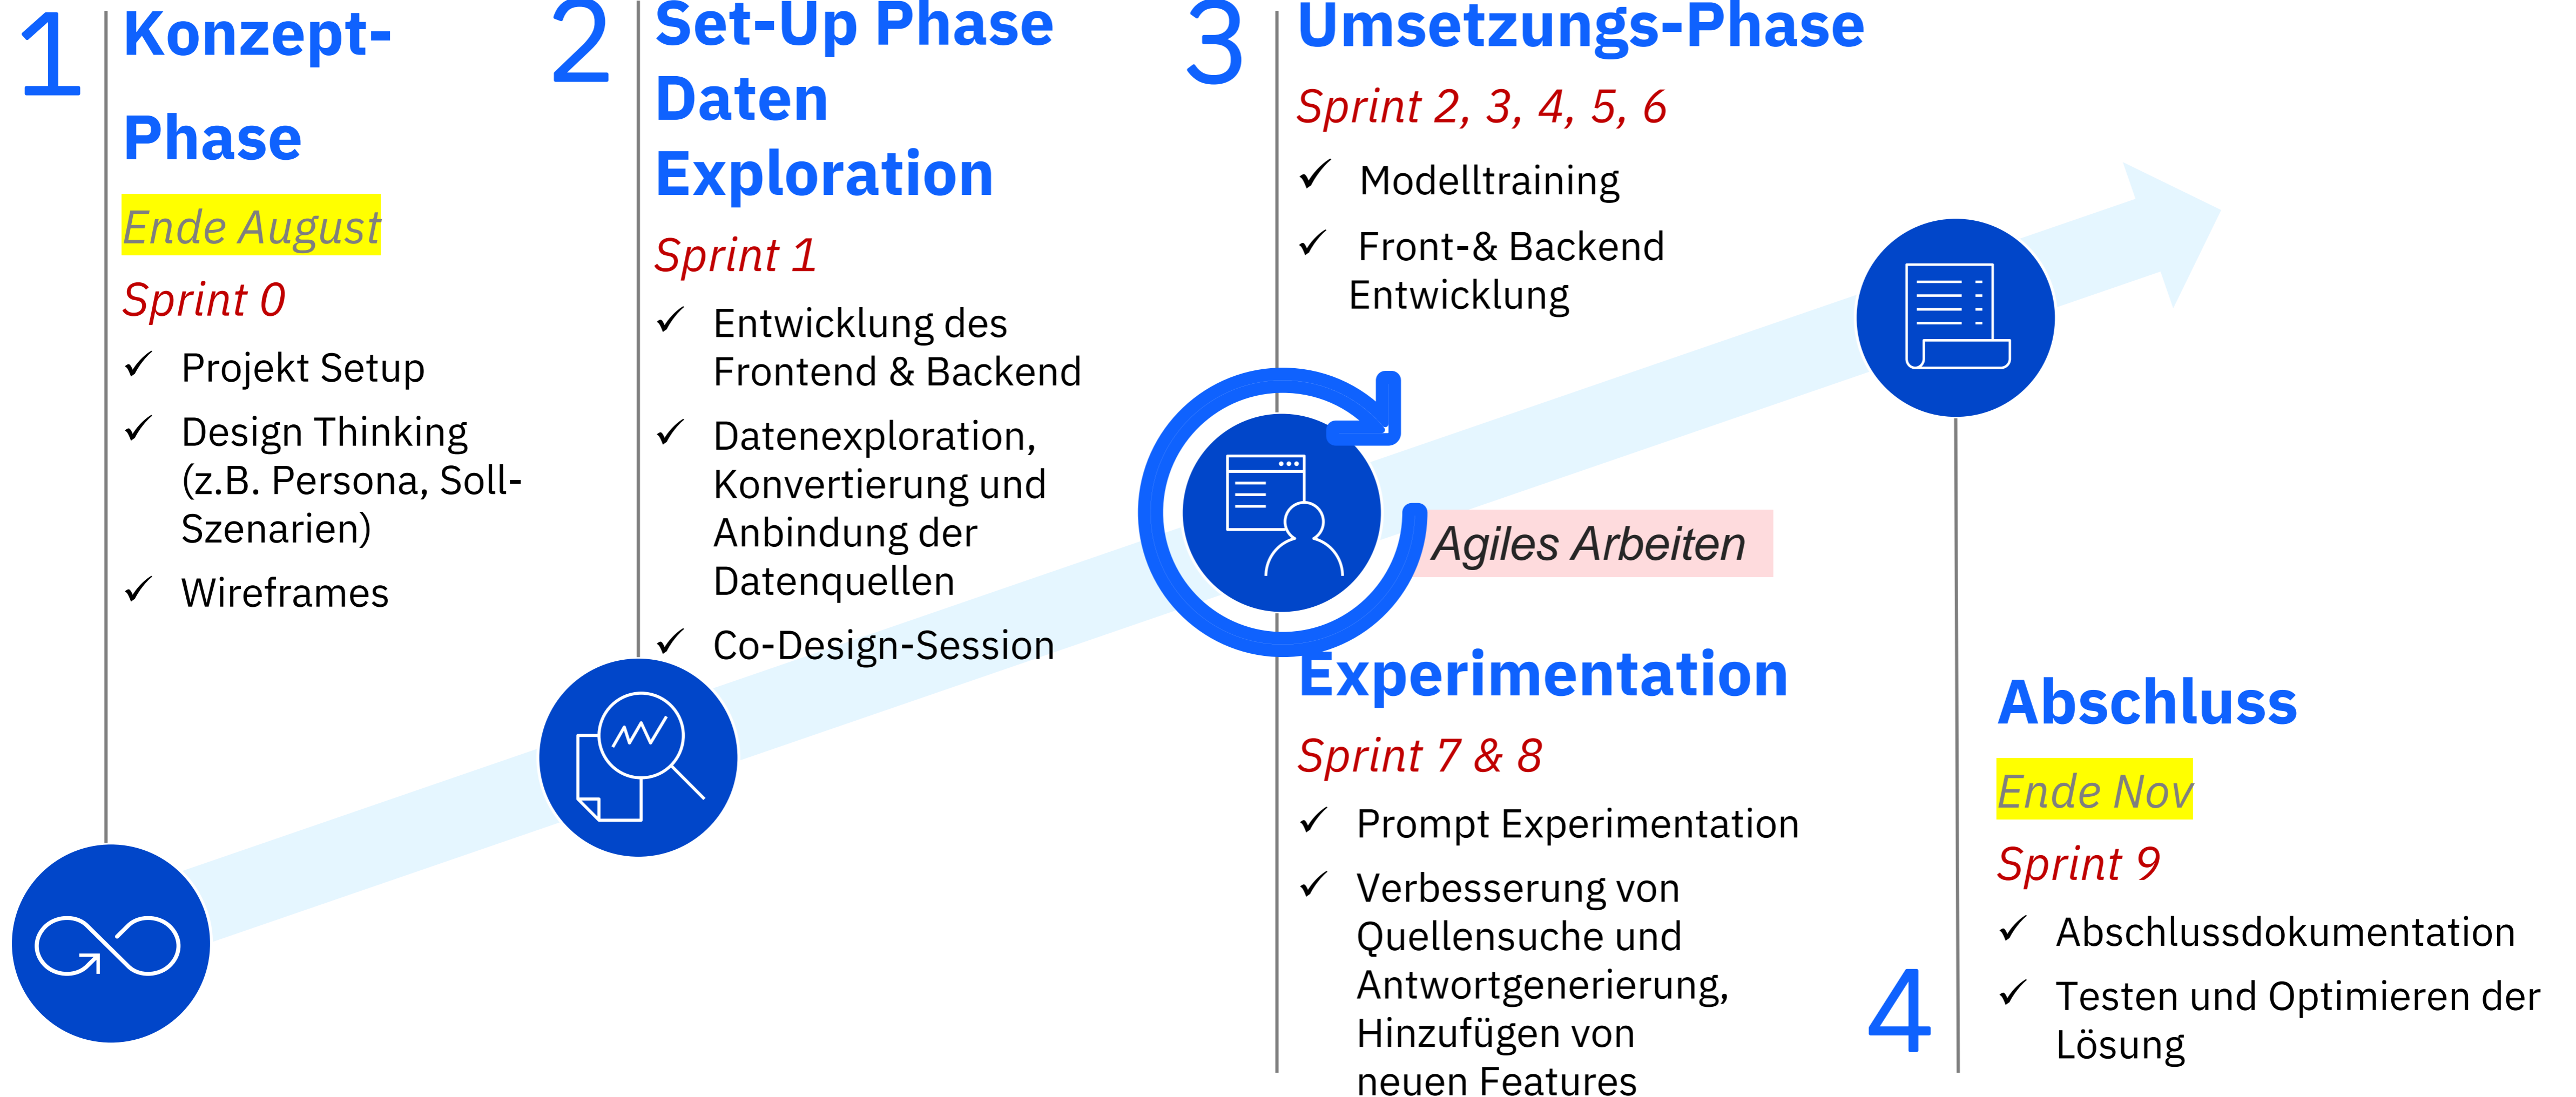 1
Konzept-
Phase
Ende August
Sprint 0
✓ Projekt Setup
✓ Design Thinking
(z.B. Persona, Soll-
Szenarien)
✓ Wireframes
2
Set-Up Phase
Daten
Exploration
Sprint 1
✓ Entwicklung des
Frontend & Backend
✓ Datenexploration,
Konvertierung und
Anbindung der
Datenquellen
✓ Co-Design-Session
3
Umsetzungs-Phase
Sprint 2, 3, 4, 5, 6
✓ Modelltraining
✓ Front-& Backend
Entwicklung
Agiles Arbeiten
Experimentation
Sprint 7 & 8
✓ Prompt Experimentation
✓ Verbesserung von
Quellensuche und
Antwortgenerierung,
Hinzufügen von
neuen Features
4
Abschluss
Ende Nov
Sprint 9
✓ Abschlussdokumentation
✓ Testen und Optimieren der
Lösung